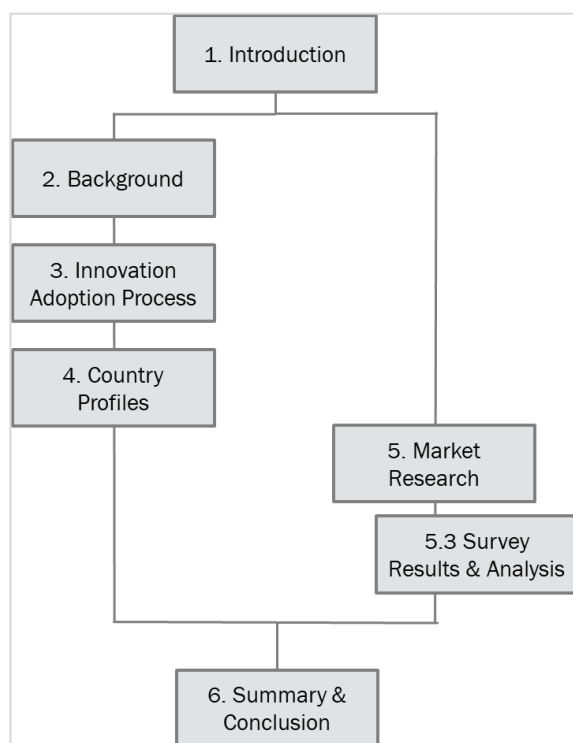 1. Introduction
2. Background
3. Innovation
Adoption Process
4. Country
Profiles
5. Market
Research
5.3 Survey
Results & Analysis
6. Summary &
Conclusion